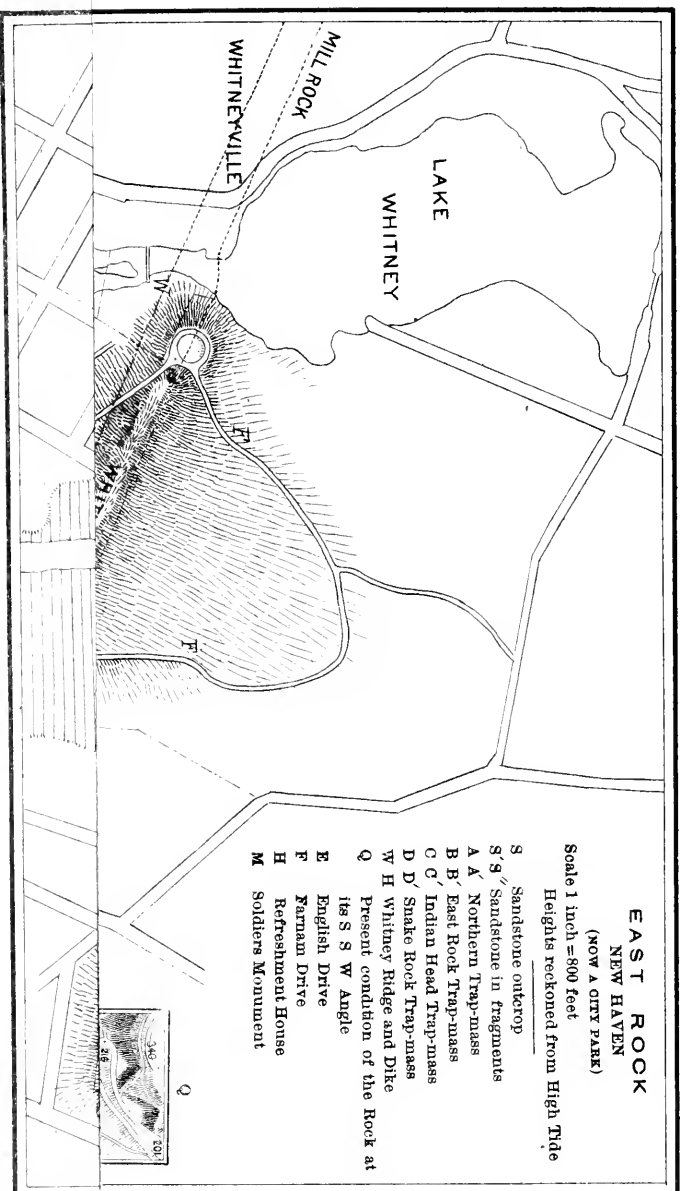 EAST ROCK
NEW HAVEN
(NOW A CITY PARK)
Scale 1 inch = 800 feet
Heights reckoned from High Tide
S Sandstone outcrop
S'S" Sandstone in fragments
A A' Northern Trap-mass
B B' East Rock Trap-mass
C C' Indian Head Trap-mass
D D' Snake Rock Trap-mass
W H Whitney Ridge and Dike
Q Present condition of the Rock at
its S S W Angle
E English Drive
F Farnam Drive
H Refreshment House
M Soldiers Monument
LAKE
WHITNEY
MILL ROCK
WHITNEYVILLE
W
F
F
WHIT
Q
349
216
201